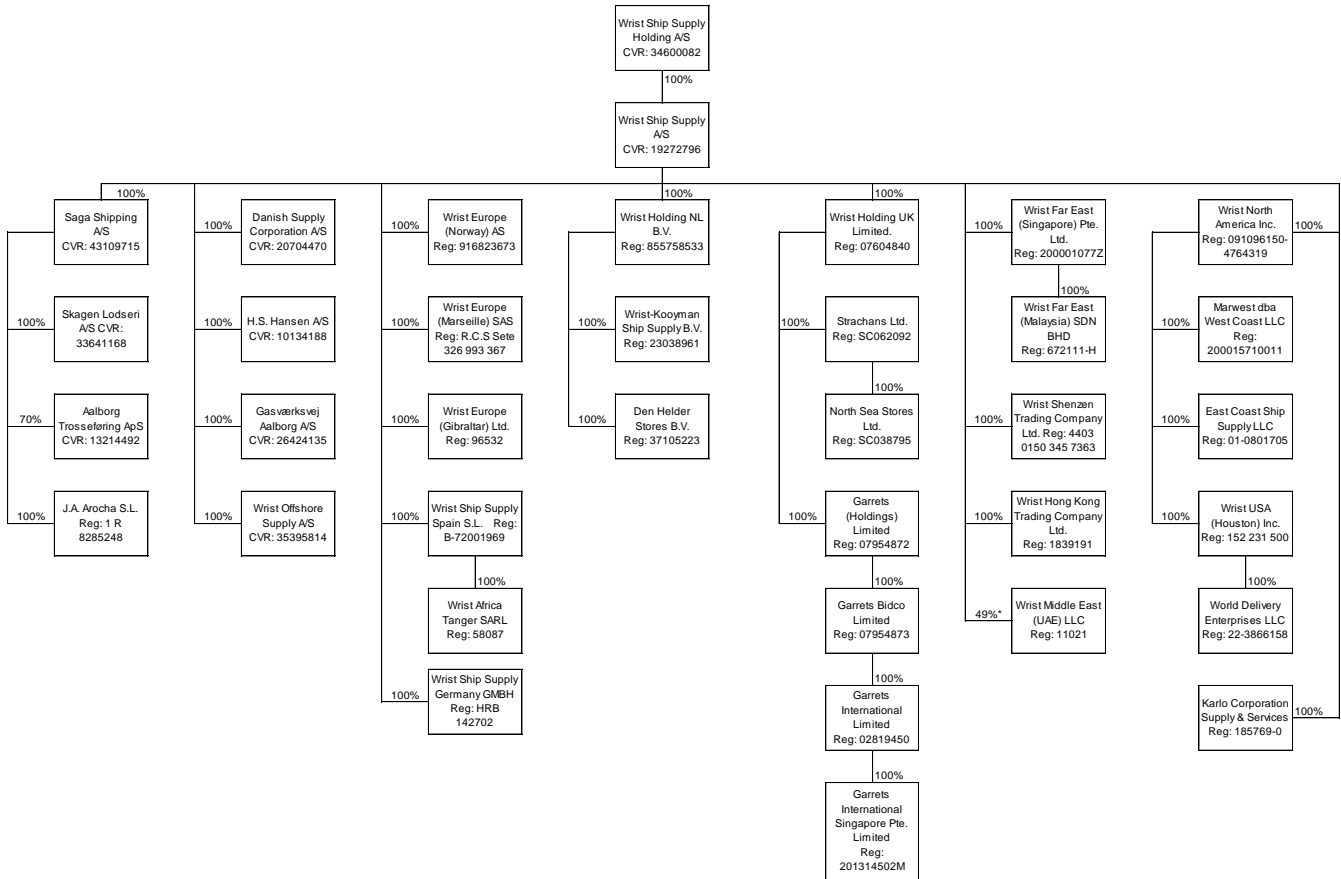 Wrist Ship Supply
Holding A/S
CVR: 34600082
100%
Wrist Ship Supply
A/S
CVR: 19272796
100%
Saga Shipping
A/S
CVR: 43109715
100%
Skagen Lodseri
A/S CVR:
33641168
70%
Aalborg
Trosseføring ApS
CVR: 13214492
100%
J.A. Arocha S.L.
Reg: 1 R
8285248
100%
Danish Supply
Corporation A/S
CVR: 20704470
100%
H.S. Hansen A/S
CVR: 10134188
100%
Gasværksvej
Aalborg A/S
CVR: 26424135
100%
Wrist Offshore
Supply A/S
CVR: 35395814
100%
Wrist Europe
(Norway) AS
Reg: 916823673
100%
Wrist Europe
(Marseille) SAS
Reg: R.C.S Sete
326 993 367
100%
Wrist Europe
(Gibraltar) Ltd.
Reg: 96532
100%
Wrist Ship Supply
Spain S.L. Reg:
B-72001969
100%
Wrist Africa
Tanger SARL
Reg: 58087
100%
Wrist Ship Supply
Germany GMBH
Reg: HRB
142702
100%
Wrist Holding NL
B.V.
Reg: 855758533
100%
Wrist-Kooyman
Ship Supply B.V.
Reg: 23038961
100%
Den Helder
Stores B.V.
Reg: 37105223
100%
Wrist Holding UK
Limited.
Reg: 07604840
100%
Strachans Ltd.
Reg: SC062092
100%
North Sea Stores
Ltd.
Reg: SC038795
100%
Garrets
(Holdings)
Limited
Reg: 07954872
100%
Garrets Bidco
Limited
Reg: 07954873
100%
Garrets
International
Limited
Reg: 02819450
100%
Garrets
International
Singapore Pte.
Limited
Reg:
201314502M
100%
Wrist Far East
(Singapore) Pte.
Ltd.
Reg: 200001077Z
100%
Wrist Far East
(Malaysia) SDN
BHD
Reg: 672111-H
100%
Wrist Shenzen
Trading Company
Ltd. Reg: 4403
0150 345 7363
100%
Wrist Hong Kong
Trading Company
Ltd.
Reg: 1839191
49%*
Wrist Middle East
(UAE) LLC
Reg: 11021
Wrist North
America Inc.
Reg: 091096150-
4764319
100%
100%
Marwest dba
West Coast LLC
Reg:
200015710011
100%
East Coast Ship
Supply LLC
Reg: 01-0801705
100%
Wrist USA
(Houston) Inc.
Reg: 152 231 500
100%
World Delivery
Enterprises LLC
Reg: 22-3866158
Karlo Corporation
Supply & Services
Reg: 185769-0
100%